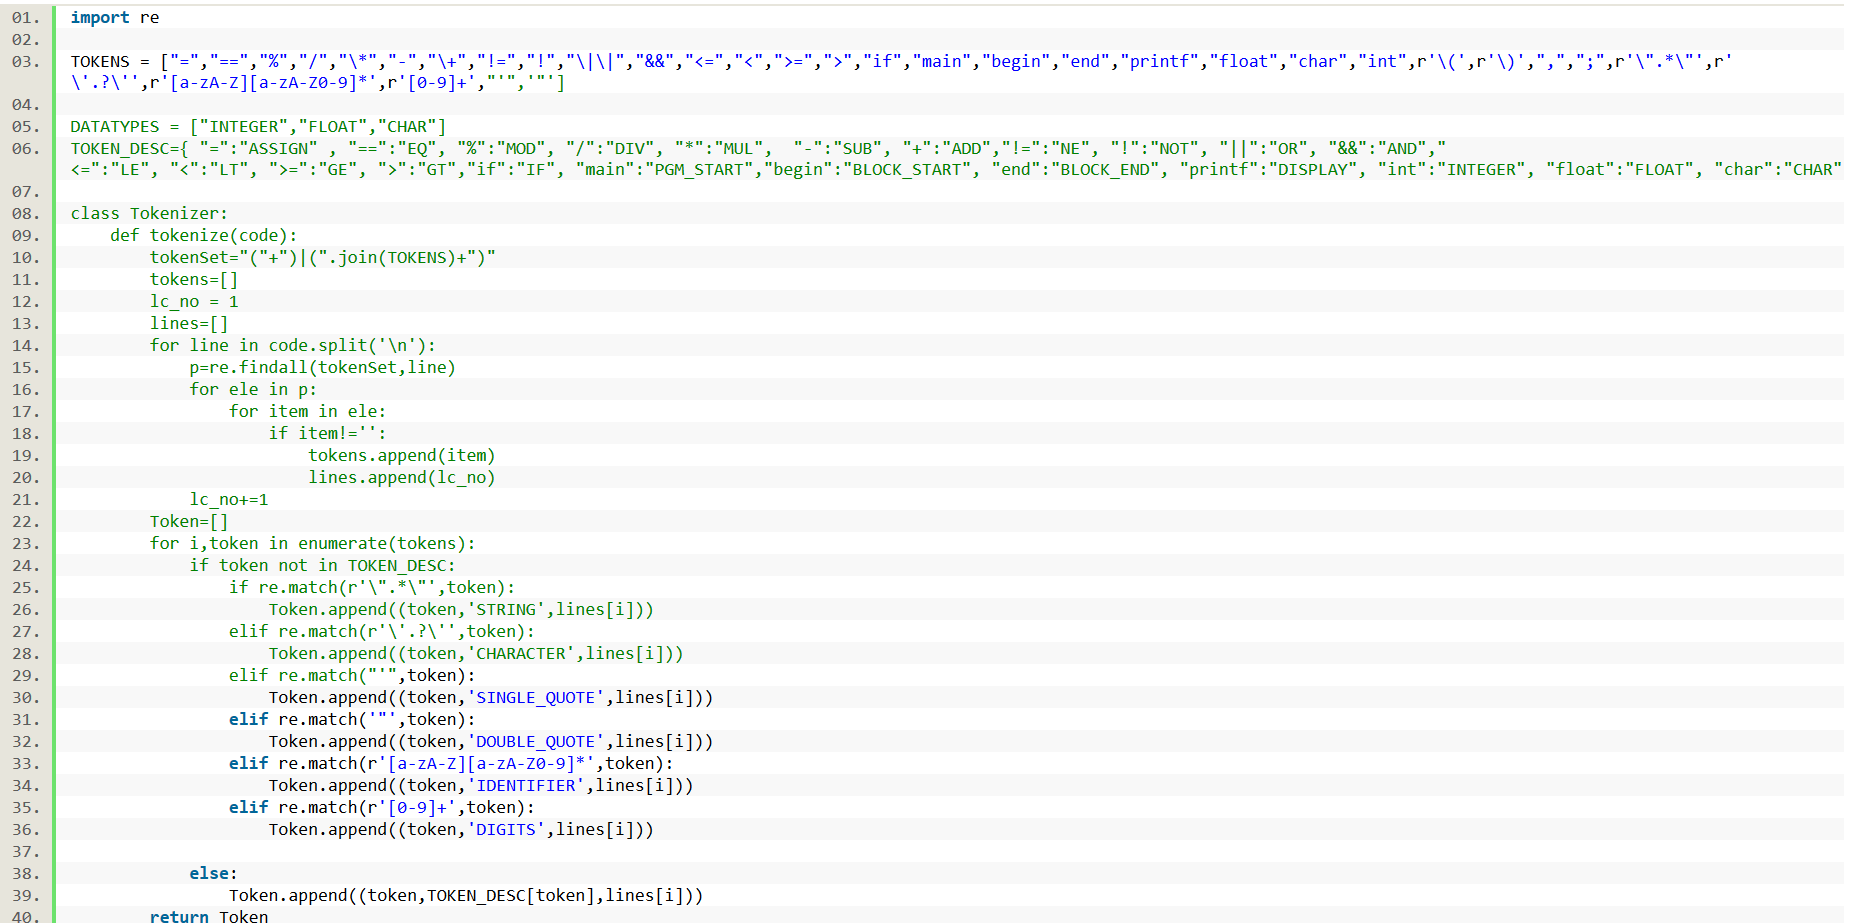 01. import re
02.
03. TOKENS = ["=","==","%","/","\*","-","\+","!=","!","\|\|","&&","<=","<",">=",">","if","main","begin","end","printf","float","char","int",r'\(',r'\)',",",";",r'\".*\"',r'
\'.?\'',r'[a-zA-Z][a-zA-Z0-9]*',r'[0-9]+',"'",'"']
04.
05. DATATYPES = ["INTEGER","FLOAT","CHAR"]
06. TOKEN_DESC={ "=":"ASSIGN" , "==":"EQ", "%":"MOD", "/":"DIV", "*":"MUL",  "-":"SUB", "+":"ADD","!=":"NE", "!":"NOT", "||":"OR", "&&":"AND","
<=":"LE", "<":"LT", ">=":"GE", ">":"GT","if":"IF", "main":"PGM_START","begin":"BLOCK_START", "end":"BLOCK_END", "printf":"DISPLAY", "int":"INTEGER", "float":"FLOAT", "char":"CHAR"
07.
08. class Tokenizer:
09.     def tokenize(code):
10.         tokenSet="("+")|(".join(TOKENS)+")"
11.         tokens=[]
12.         lc_no = 1
13.         lines=[]
14.         for line in code.split('\n'):
15.             p=re.findall(tokenSet,line)
16.             for ele in p:
17.                 for item in ele:
18.                     if item!='':
19.                         tokens.append(item)
20.                         lines.append(lc_no)
21.             lc_no+=1
22.         Token=[]
23.         for i,token in enumerate(tokens):
24.             if token not in TOKEN_DESC:
25.                 if re.match(r'\".*\"',token):
26.                     Token.append((token,'STRING',lines[i]))
27.                 elif re.match(r'\'.?\'',token):
28.                     Token.append((token,'CHARACTER',lines[i]))
29.                 elif re.match("'",token):
30.                     Token.append((token,'SINGLE_QUOTE',lines[i]))
31.                 elif re.match('"',token):
32.                     Token.append((token,'DOUBLE_QUOTE',lines[i]))
33.                 elif re.match(r'[a-zA-Z][a-zA-Z0-9]*',token):
34.                     Token.append((token,'IDENTIFIER',lines[i]))
35.                 elif re.match(r'[0-9]+',token):
36.                     Token.append((token,'DIGITS',lines[i]))
37.
38.             else:
39.                 Token.append((token,TOKEN_DESC[token],lines[i]))
40.         return Token